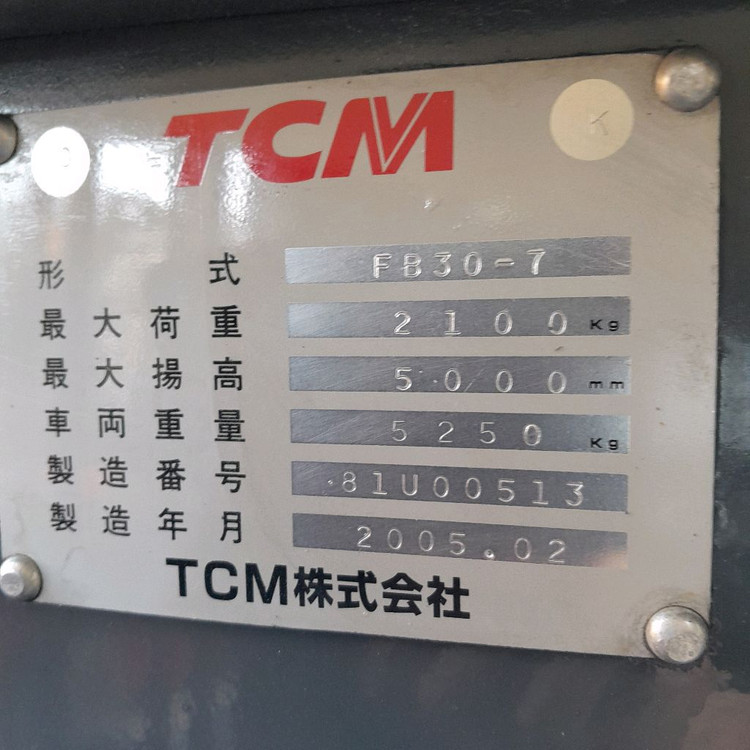 TCM
K
形式 FB30-7
最大荷重 2100 Kg
最大揚高 5000 mm
車両重量 5250 Kg
製造番号 81U00513
製造年月 2005.02
TCM株式会社